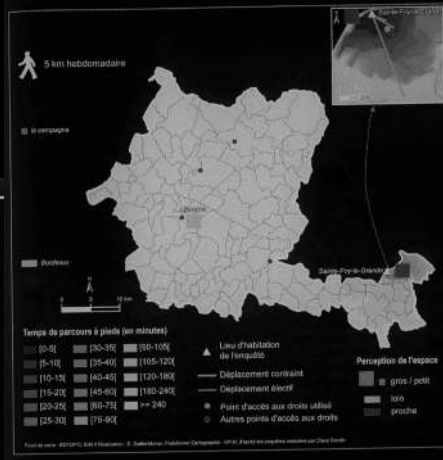 Sainte-Foy-la-Grande
5 km hebdomadaire
la campagne
Bordeaux
Sainte-Foy-la-Grande
N
0 5 10 km
Temps de parcours à pieds (en minutes)
[0-5[ [30-35[ [90-105[
[5-10[ [35-40[ [105-120[
[10-15[ [40-45[ [120-180[
[15-20[ [45-60[ [180-240[
[20-25[ [60-75[ >= 240
[25-30[ [75-90[
Lieu d'habitation
de l'enquêté
Déplacement contraint
Déplacement électif
Point d'accès aux droits utilisé
Autres points d'accès aux droits
Perception de l'espace
gros / petit
loin
proche